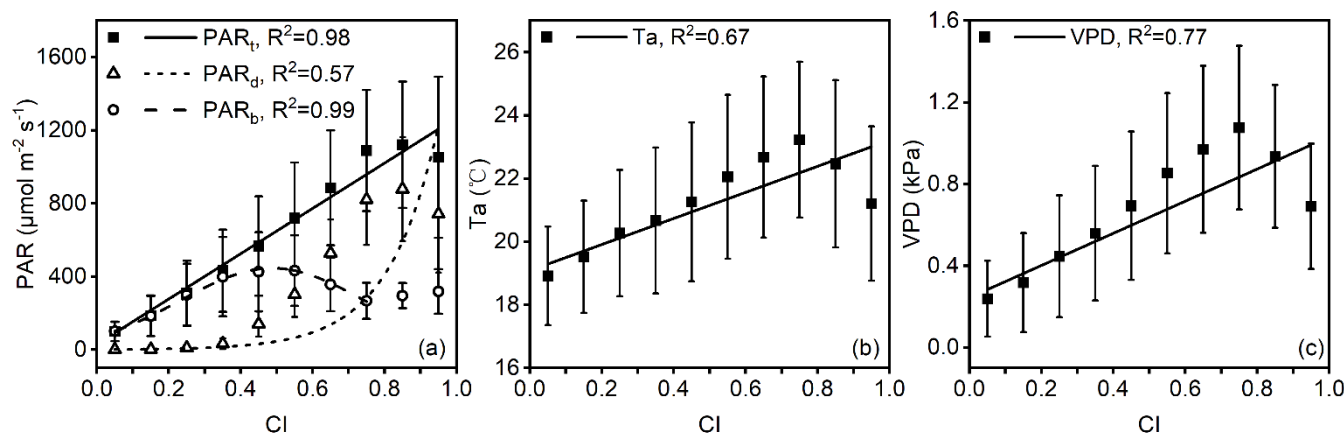 PARt, R²=0.98
PARd, R²=0.57
PARb, R²=0.99
PAR (μmol m⁻² s⁻¹)
1600
1200
800
400
0
0.0 0.2 0.4 0.6 0.8 1.0
CI
(a)
Ta, R²=0.67
Ta (℃)
26
24
22
20
18
16
0.0 0.2 0.4 0.6 0.8 1.0
CI
(b)
VPD, R²=0.77
VPD (kPa)
1.6
1.2
0.8
0.4
0.0
0.0 0.2 0.4 0.6 0.8 1.0
CI
(c)